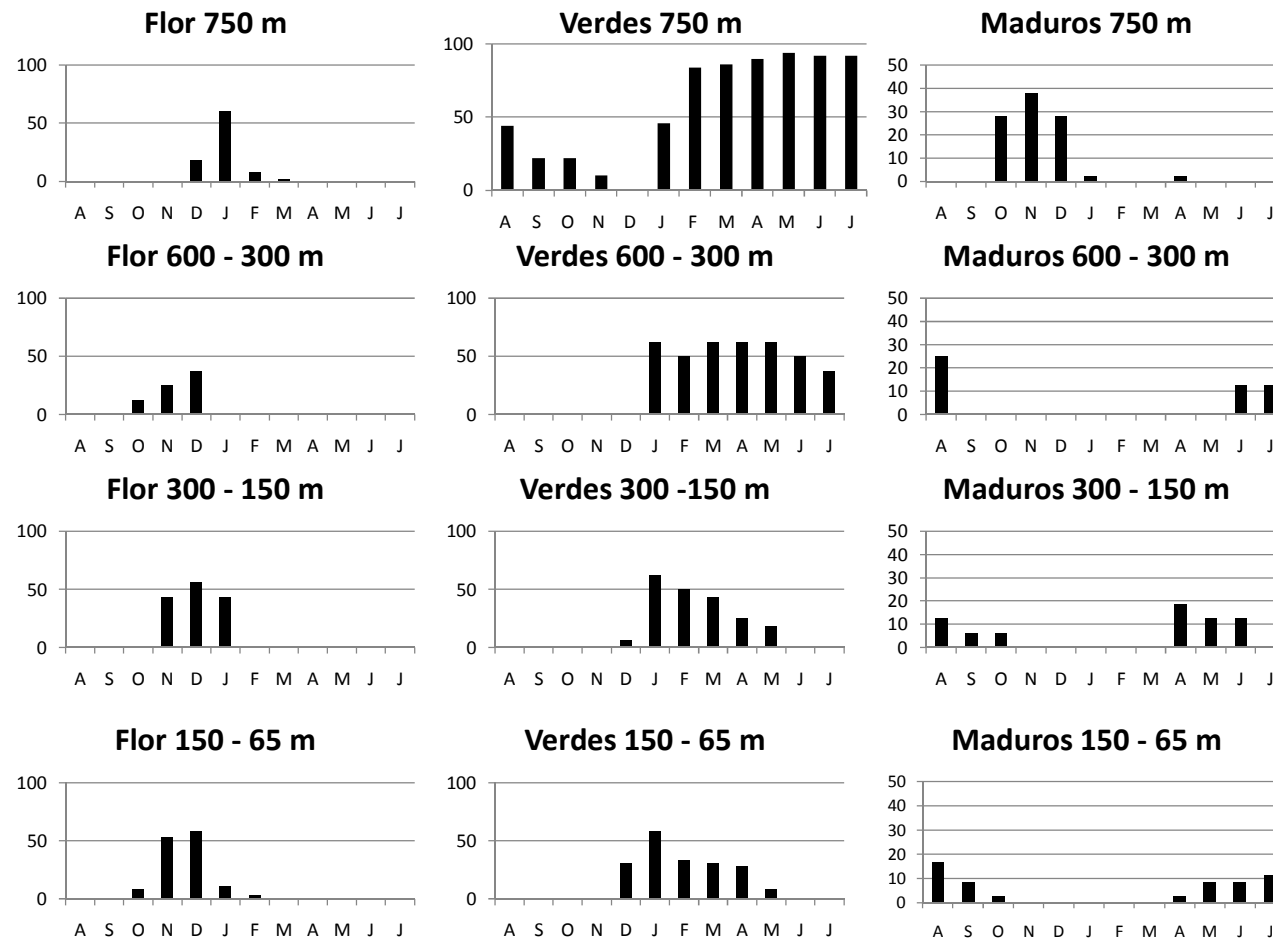 Flor 750 m
Verdes 750 m
Maduros 750 m
100
50
0
A S O N D J F M A M J J
100
50
0
A S O N D J F M A M J J
50
40
30
20
10
0
A S O N D J F M A M J J
Flor 600 - 300 m
Verdes 600 - 300 m
Maduros 600 - 300 m
100
50
0
A S O N D J F M A M J J
100
50
0
A S O N D J F M A M J J
50
40
30
20
10
0
A S O N D J F M A M J J
Flor 300 - 150 m
Verdes 300 -150 m
Maduros 300 - 150 m
100
50
0
A S O N D J F M A M J J
100
50
0
A S O N D J F M A M J J
50
40
30
20
10
0
A S O N D J F M A M J J
Flor 150 - 65 m
Verdes 150 - 65 m
Maduros 150 - 65 m
100
50
0
A S O N D J F M A M J J
100
50
0
A S O N D J F M A M J J
50
40
30
20
10
0
A S O N D J F M A M J J